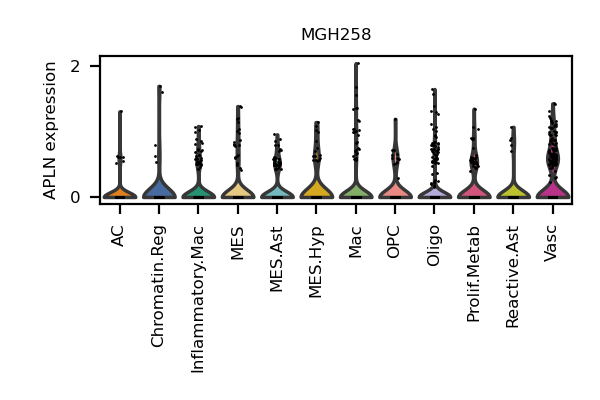 MGH258
APLN expression
2
0
AC
Chromatin.Reg
Inflammatory.Mac
MES
MES.Ast
MES.Hyp
Mac
OPC
Oligo
Prolif.Metab
Reactive.Ast
Vasc